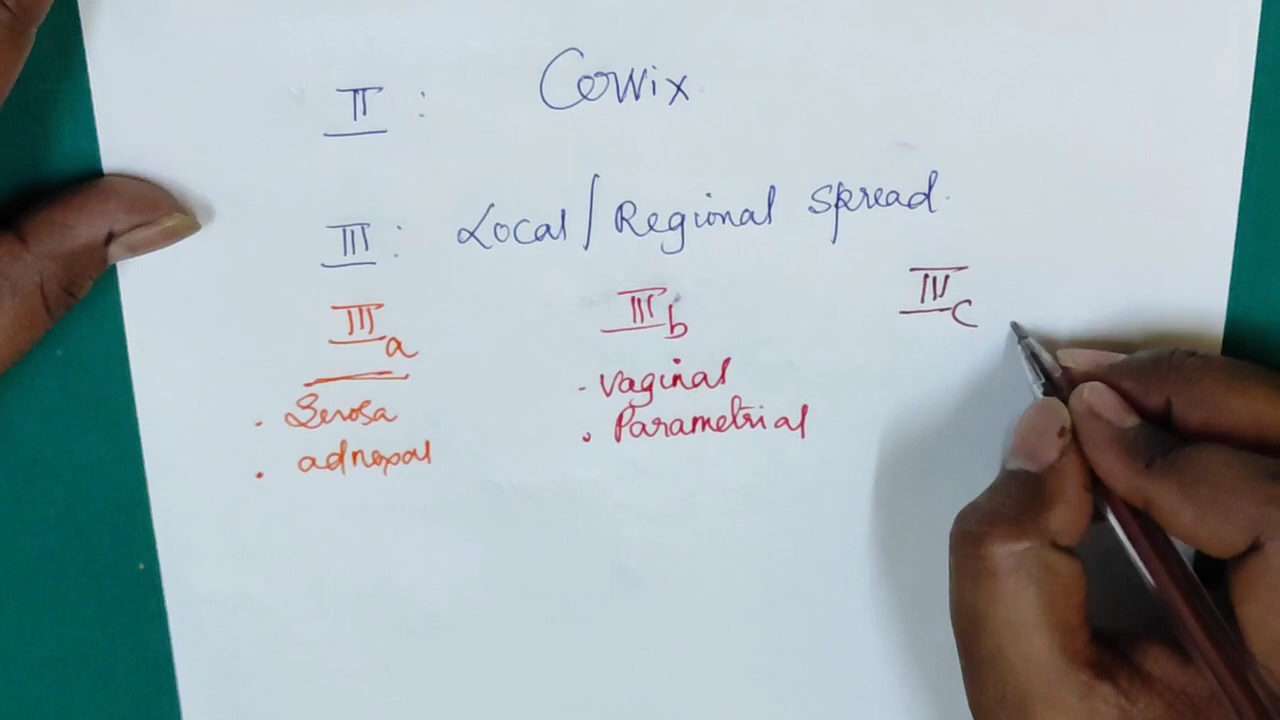 II : Cervix
III : Local/Regional spread.
IIIa IIIb IIIc
. Serosa
. adnexal
- vaginal
. Parametrial